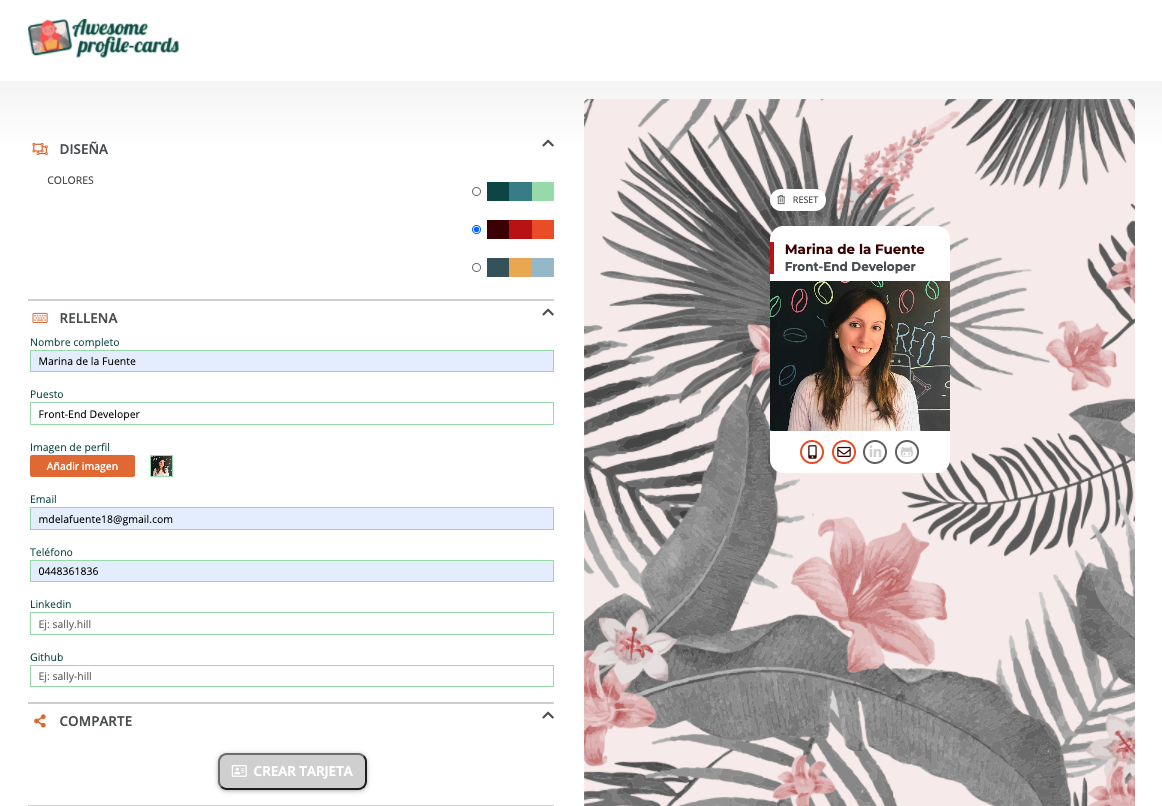 Awesome
profile-cards
DISEÑA
COLORES
RELLENA
Nombre completo
Marina de la Fuente
Puesto
Front-End Developer
Imagen de perfil
Añadir imagen
Email
mdelafuente18@gmail.com
Teléfono
0448361836
Linkedin
Ej: sally.hill
Github
Ej: sally-hill
COMPARTE
CREAR TARJETA
RESET
Marina de la Fuente
Front-End Developer
in